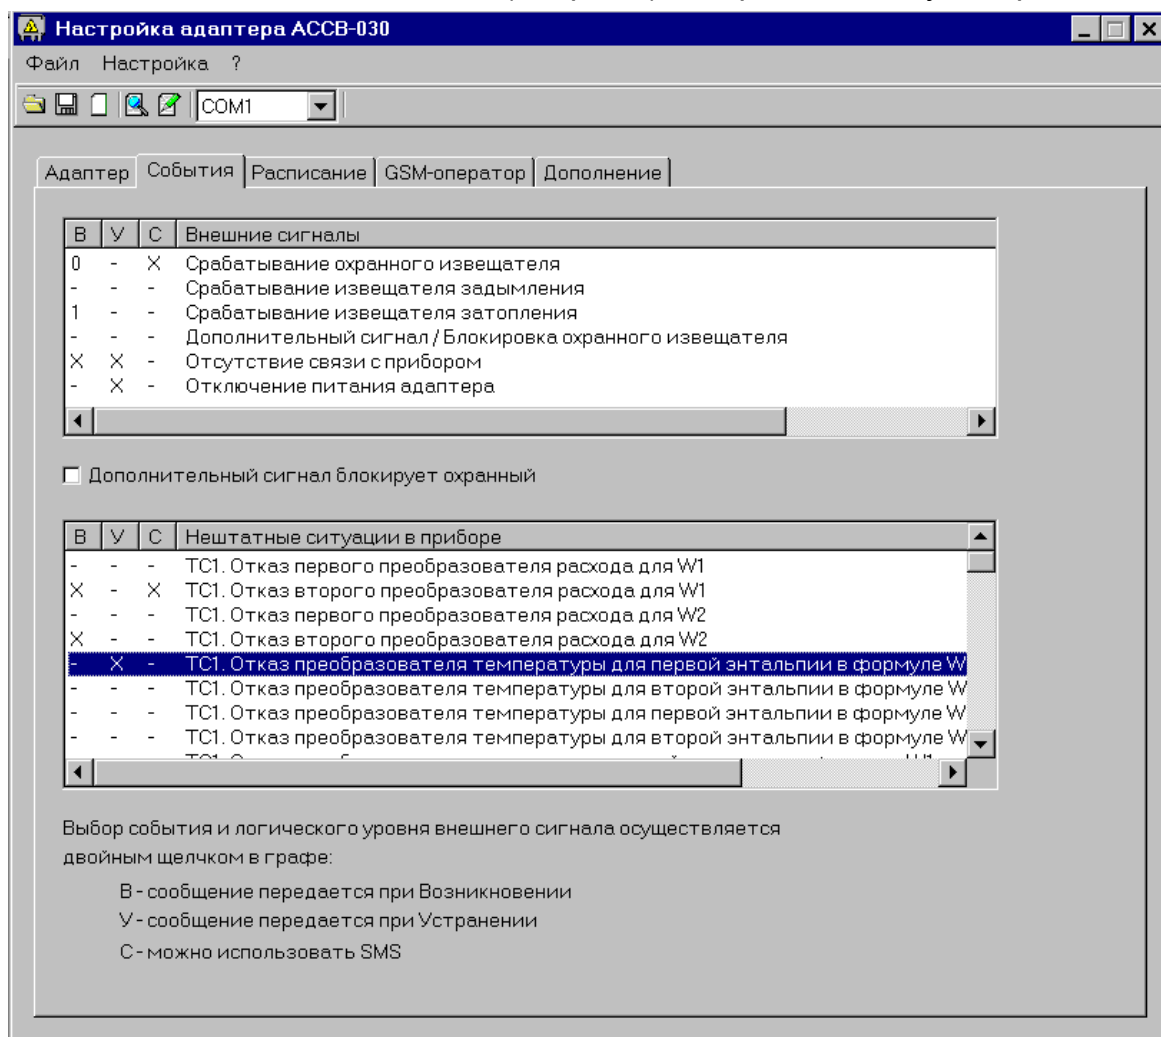 Настройка адаптера АССВ-030
Файл Настройка ?
COM1
Адаптер События Расписание GSM-оператор Дополнение
В У С Внешние сигналы
0 - X Срабатывание охранного извещателя
- - - Срабатывание извещателя задымления
1 - - Срабатывание извещателя затопления
- - - Дополнительный сигнал / Блокировка охранного извещателя
X X - Отсутствие связи с прибором
- X - Отключение питания адаптера
Дополнительный сигнал блокирует охранный
В У С Нештатные ситуации в приборе
- - - ТС1. Отказ первого преобразователя расхода для W1
X - X ТС1. Отказ второго преобразователя расхода для W1
- - - ТС1. Отказ первого преобразователя расхода для W2
X - - ТС1. Отказ второго преобразователя расхода для W2
- X - ТС1. Отказ преобразователя температуры для первой энтальпии в формуле W
- - - ТС1. Отказ преобразователя температуры для второй энтальпии в формуле W
- - - ТС1. Отказ преобразователя температуры для первой энтальпии в формуле W
- - - ТС1. Отказ преобразователя температуры для второй энтальпии в формуле W
Выбор события и логического уровня внешнего сигнала осуществляется
двойным щелчком в графе:
В - сообщение передается при Возникновении
У - сообщение передается при Устранении
С - можно использовать SMS